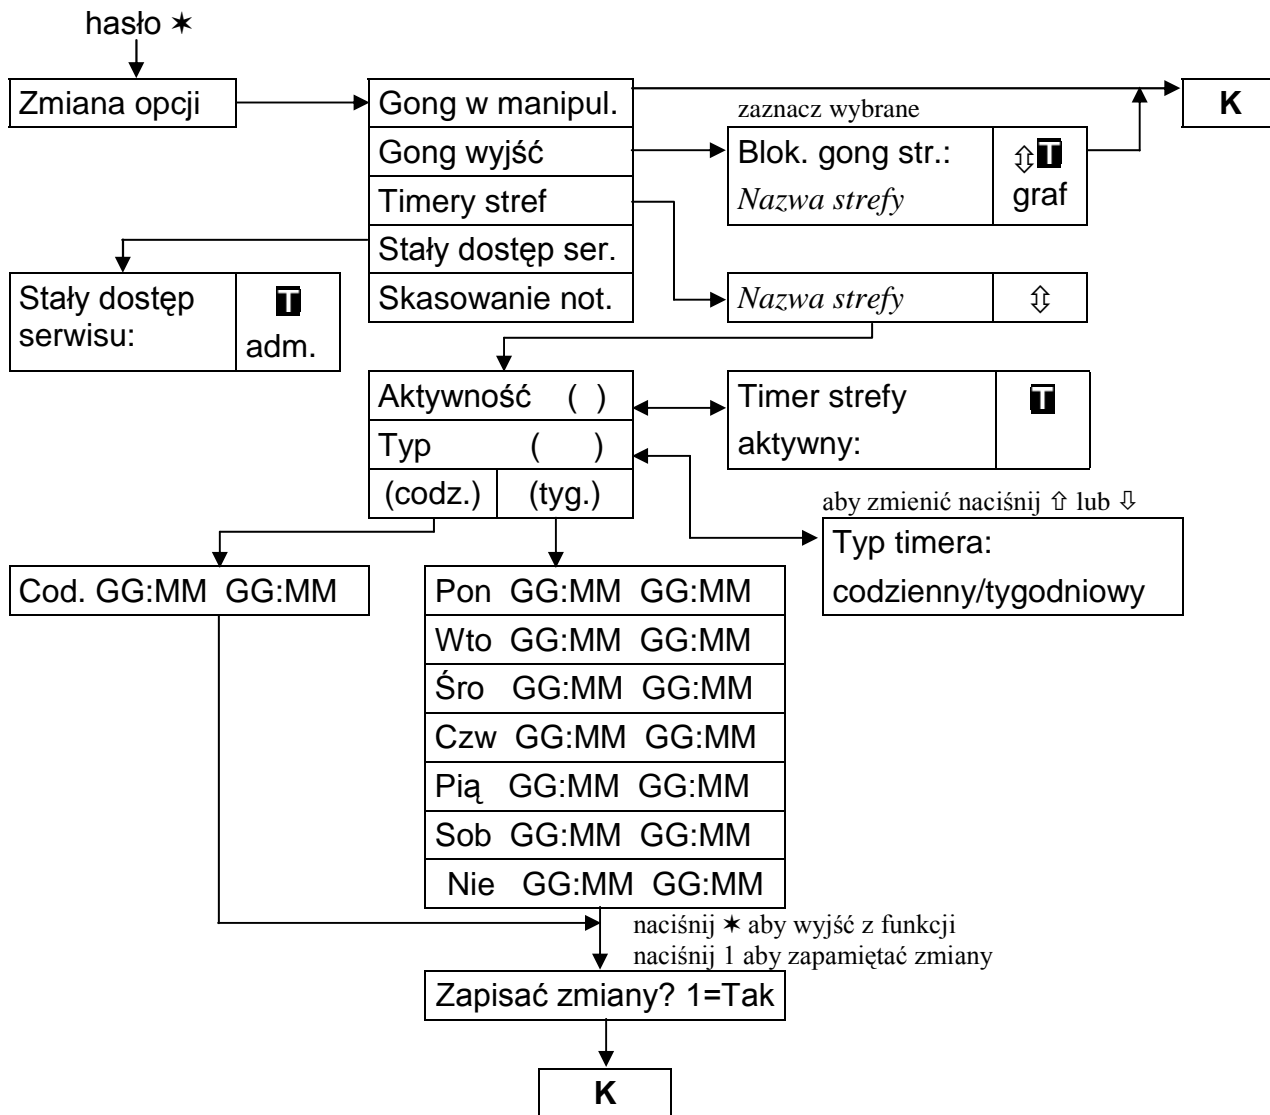 hasło ✶
Zmiana opcji
Gong w manipul.
Gong wyjść
Timery stref
Stały dostęp ser.
Skasowanie not.
K
zaznacz wybrane
Blok. gong str.:
Nazwa strefy
⇕ T
graf
Stały dostęp
serwisu:
T
adm.
Nazwa strefy
⇕
Aktywność ( )
Typ ( )
(codz.) (tyg.)
Timer strefy
aktywny:
T
aby zmienić naciśnij ⇧ lub ⇩
Typ timera:
codzienny/tygodniowy
Cod. GG:MM GG:MM
Pon GG:MM GG:MM
Wto GG:MM GG:MM
Śro GG:MM GG:MM
Czw GG:MM GG:MM
Pią GG:MM GG:MM
Sob GG:MM GG:MM
Nie GG:MM GG:MM
naciśnij ✶ aby wyjść z funkcji
naciśnij 1 aby zapamiętać zmiany
Zapisać zmiany? 1=Tak
K